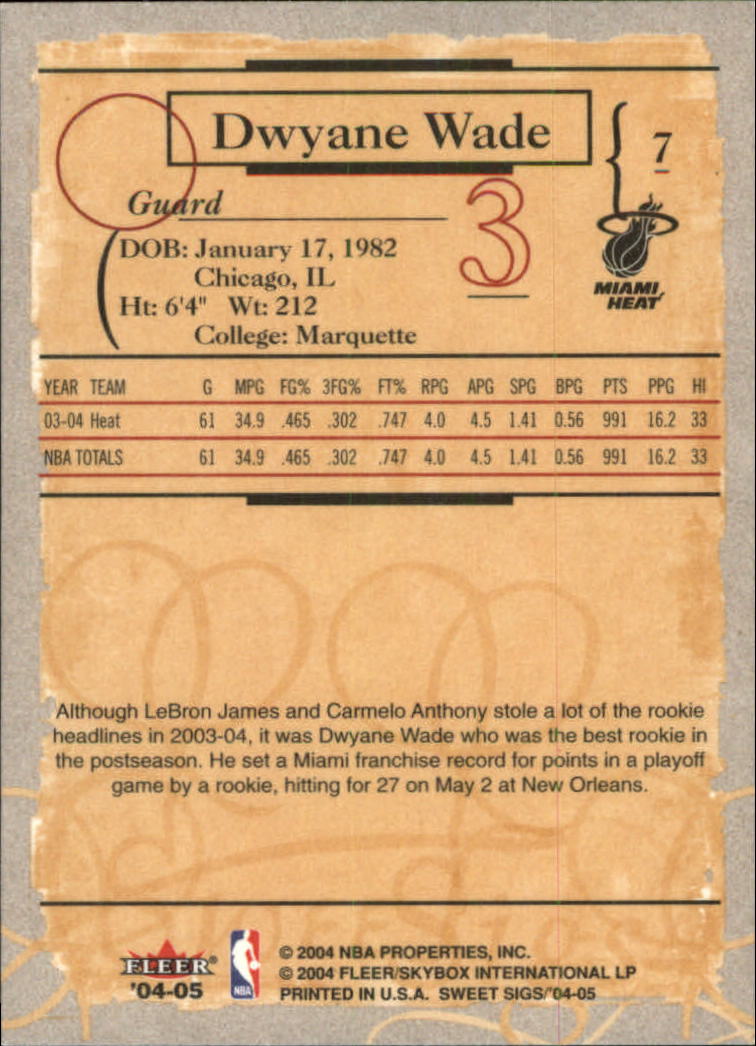 Dwyane Wade
7
Guard
3
DOB: January 17, 1982
Chicago, IL
Ht: 6'4" Wt: 212
College: Marquette
MIAMI
HEAT
YEAR TEAM G MPG FG% 3FG% FT% RPG APG SPG BPG PTS PPG HI
03-04 Heat 61 34.9 .465 .302 .747 4.0 4.5 1.41 0.56 991 16.2 33
NBA TOTALS 61 34.9 .465 .302 .747 4.0 4.5 1.41 0.56 991 16.2 33
Although LeBron James and Carmelo Anthony stole a lot of the rookie
headlines in 2003-04, it was Dwyane Wade who was the best rookie in
the postseason. He set a Miami franchise record for points in a playoff
game by a rookie, hitting for 27 on May 2 at New Orleans.
FLEER®
'04-05
NBA
© 2004 NBA PROPERTIES, INC.
© 2004 FLEER/SKYBOX INTERNATIONAL LP
PRINTED IN U.S.A. SWEET SIGS/'04-05